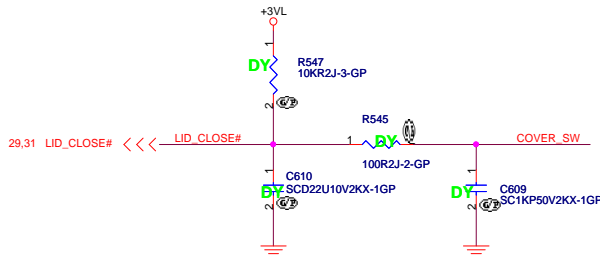 +3VL
1
DY
R547
10KR2J-3-GP
2
G/P
R545
29,31 LID_CLOSE#
LID_CLOSE#
1
DY
COVER_SW
100R2J-2-GP
1
C610
DY
SCD22U10V2KX-1GP
2
G/P
1
C609
DY
SC1KP50V2KX-1GP
2
G/P